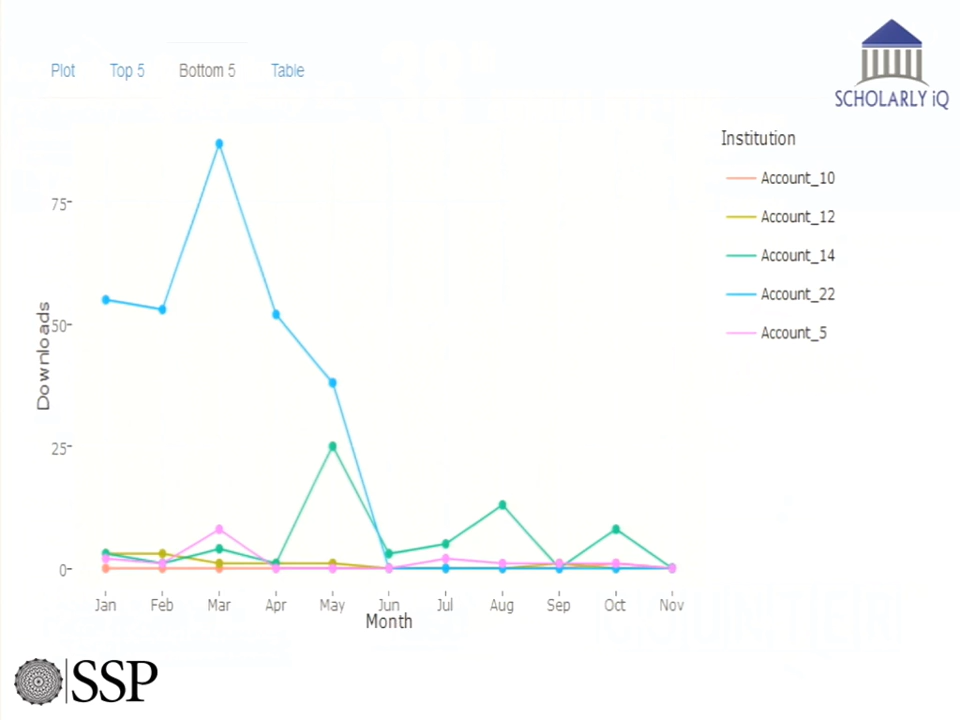 Plot Top 5 Bottom 5 Table
SCHOLARLY iQ
Institution
Account_10
Account_12
Account_14
Account_22
Account_5
Downloads
75
50
25
0
Jan Feb Mar Apr May Jun Jul Aug Sep Oct Nov
Month
SSP